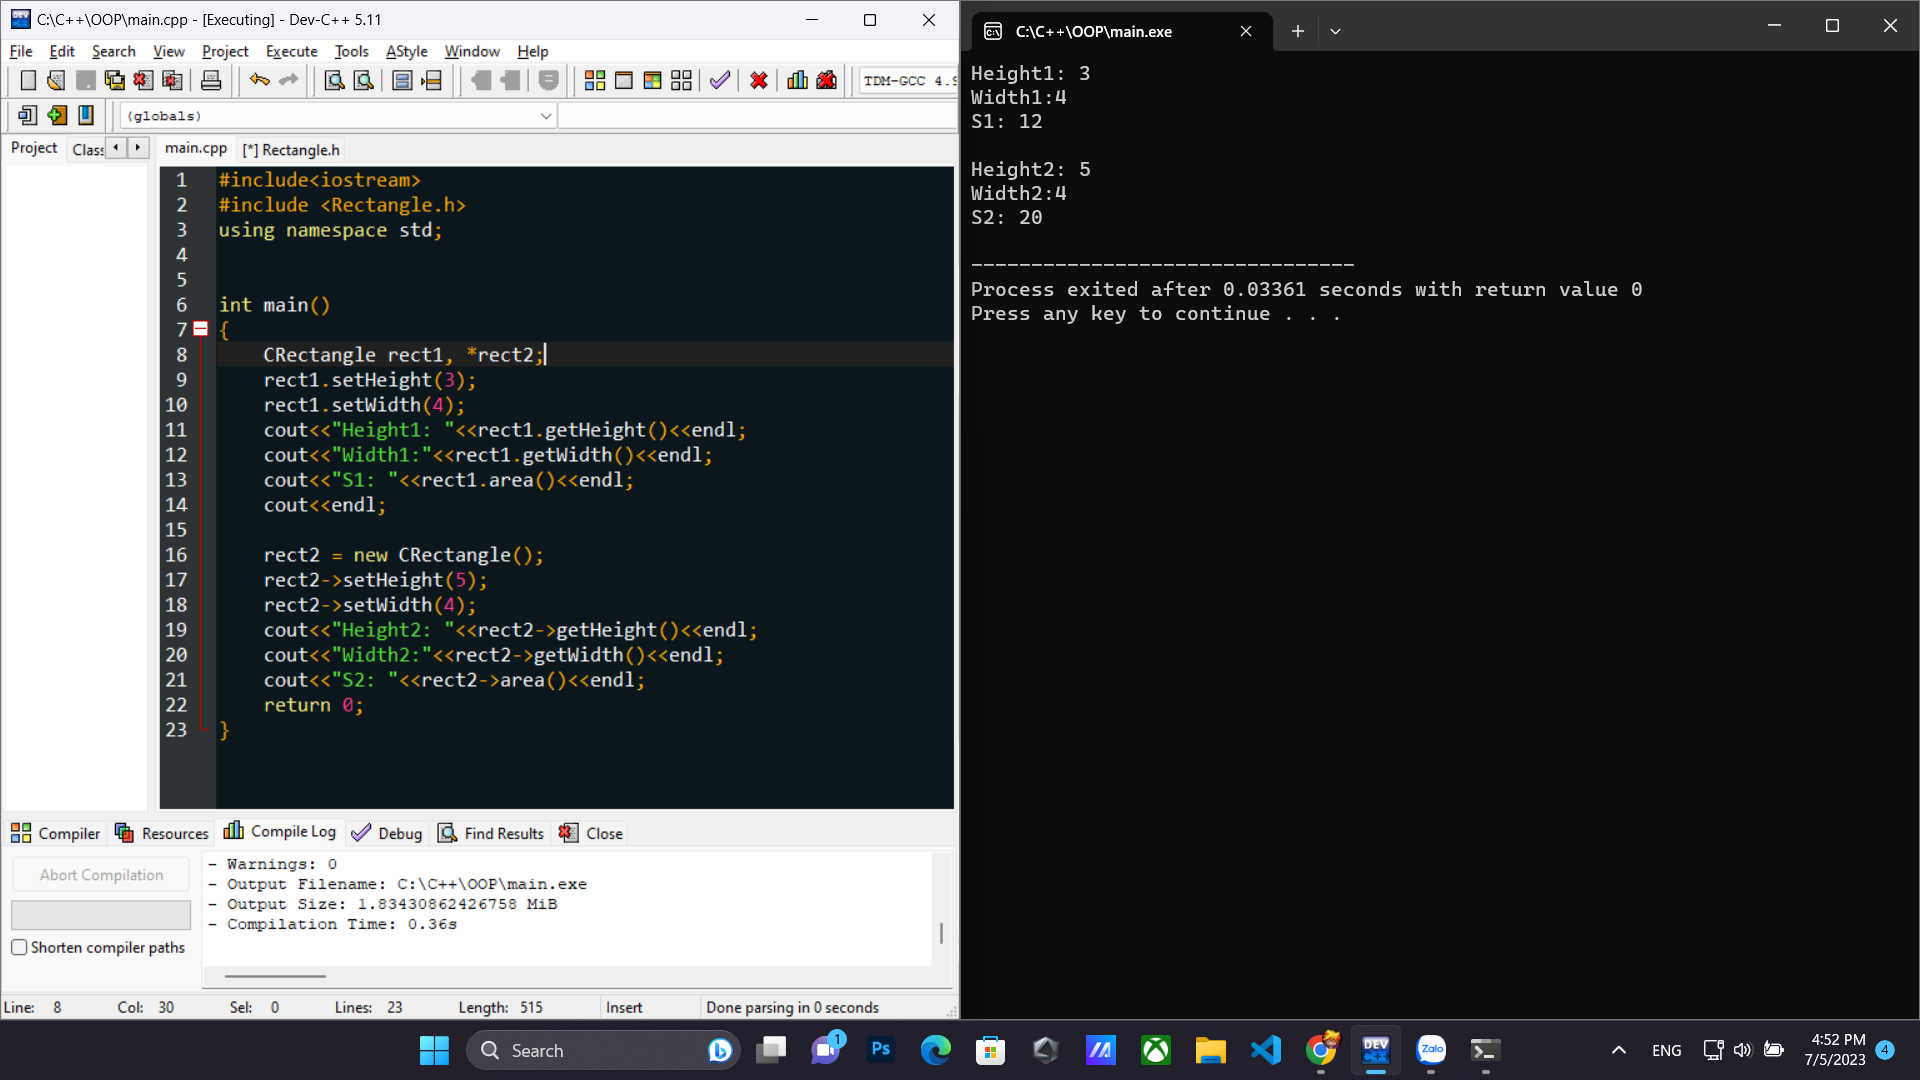 C:\C++\OOP\main.cpp - [Executing] - Dev-C++ 5.11
File Edit Search View Project Execute Tools AStyle Window Help
TDM-GCC 4.9
(globals)
Project Class
main.cpp [*] Rectangle.h
1 #include<iostream>
2 #include <Rectangle.h>
3 using namespace std;
4
5
6 int main()
7 {
8 CRectangle rect1, *rect2;
9 rect1.setHeight(3);
10 rect1.setWidth(4);
11 cout<<"Height1: "<<rect1.getHeight()<<endl;
12 cout<<"Width1:"<<rect1.getWidth()<<endl;
13 cout<<"S1: "<<rect1.area()<<endl;
14 cout<<endl;
15
16 rect2 = new CRectangle();
17 rect2->setHeight(5);
18 rect2->setWidth(4);
19 cout<<"Height2: "<<rect2->getHeight()<<endl;
20 cout<<"Width2:"<<rect2->getWidth()<<endl;
21 cout<<"S2: "<<rect2->area()<<endl;
22 return 0;
23 }
Compiler Resources Compile Log Debug Find Results Close
Abort Compilation
Shorten compiler paths
- Warnings: 0
- Output Filename: C:\C++\OOP\main.exe
- Output Size: 1.83430862426758 MiB
- Compilation Time: 0.36s
Line: 8 Col: 30 Sel: 0 Lines: 23 Length: 515 Insert Done parsing in 0 seconds
C:\C++\OOP\main.exe
Height1: 3
Width1:4
S1: 12
Height2: 5
Width2:4
S2: 20
--------------------------------
Process exited after 0.03361 seconds with return value 0
Press any key to continue . . .
Search
1
Ps
DEV C++
Zalo
ENG
4:52 PM
7/5/2023
4